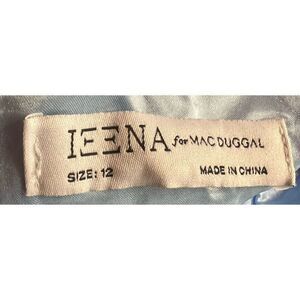 IEENA for MAC DUGGAL
SIZE: 12
MADE IN CHINA